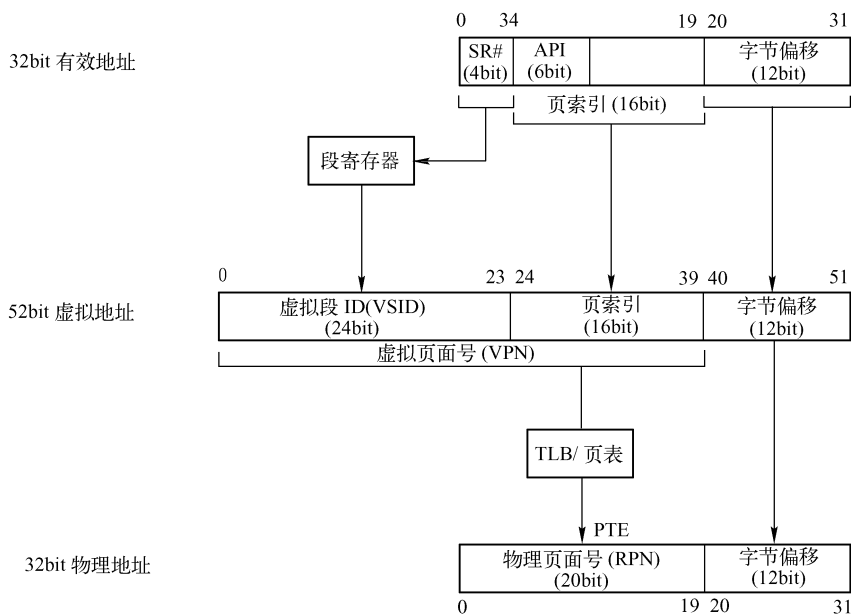 0 34 19 20 31
32bit 有效地址
SR# (4bit)
API (6bit)
字节偏移 (12bit)
页索引 (16bit)
段寄存器
0 23 24 39 40 51
52bit 虚拟地址
虚拟段 ID(VSID) (24bit)
页索引 (16bit)
字节偏移 (12bit)
虚拟页面号 (VPN)
TLB/ 页表
PTE
32bit 物理地址
物理页面号 (RPN) (20bit)
字节偏移 (12bit)
0 19 20 31